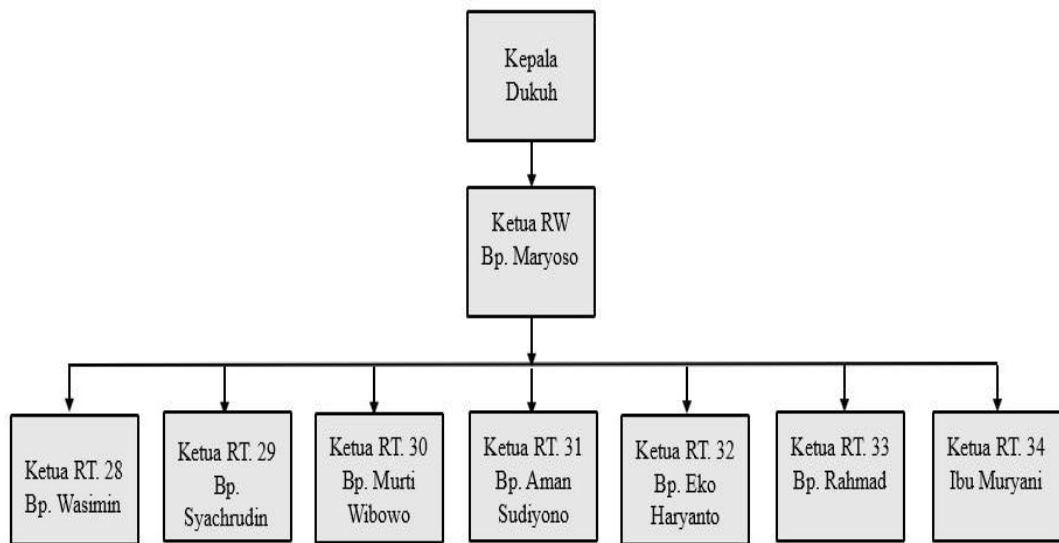 Kepala
Dukuh
Ketua RW
Bp. Maryoso
Ketua RT. 28
Bp. Wasimin
Ketua RT. 29
Bp.
Syachrudin
Ketua RT. 30
Bp. Murti
Wibowo
Ketua RT. 31
Bp. Aman
Sudiyono
Ketua RT. 32
Bp. Eko
Haryanto
Ketua RT. 33
Bp. Rahmad
Ketua RT. 34
Ibu Muryani